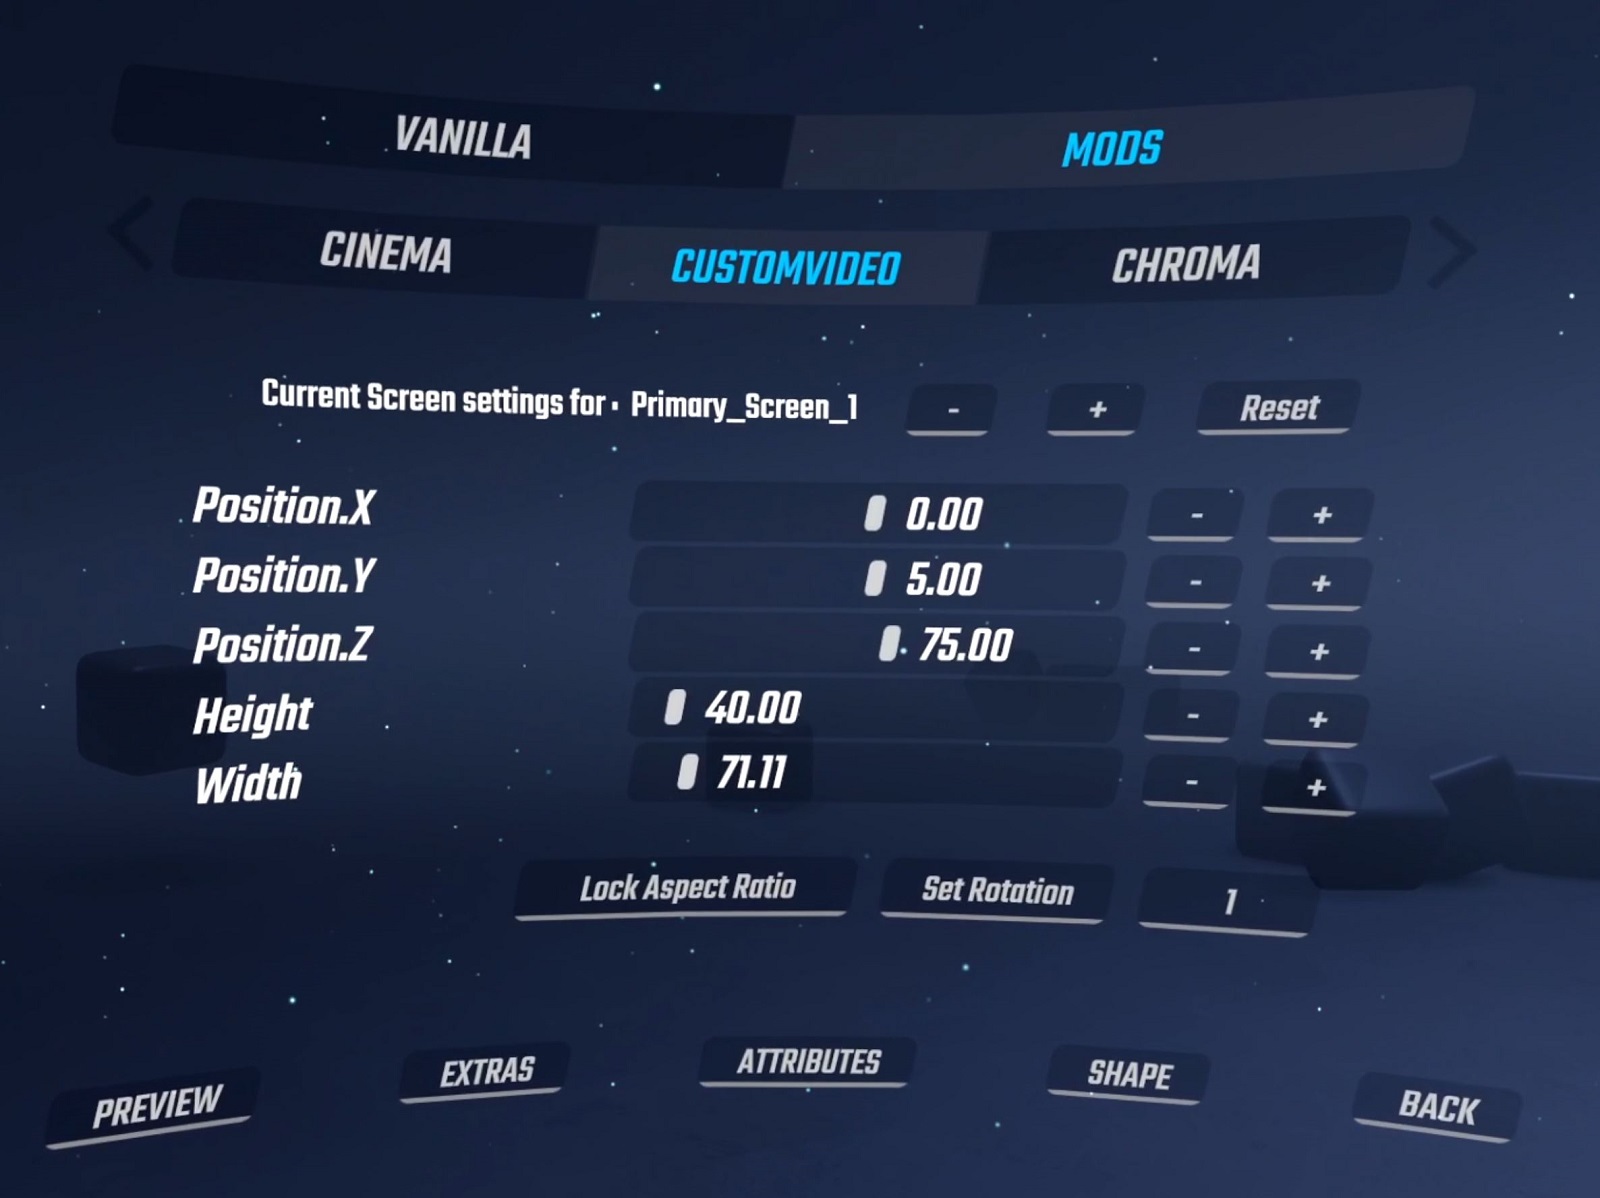 VANILLA MODS
CINEMA CUSTOMVIDEO CHROMA
Current Screen settings for · Primary_Screen_1 - + Reset
Position.X 0.00 - +
Position.Y 5.00 - +
Position.Z 75.00 - +
Height 40.00 - +
Width 71.11 - +
Lock Aspect Ratio Set Rotation 1
PREVIEW EXTRAS ATTRIBUTES SHAPE BACK